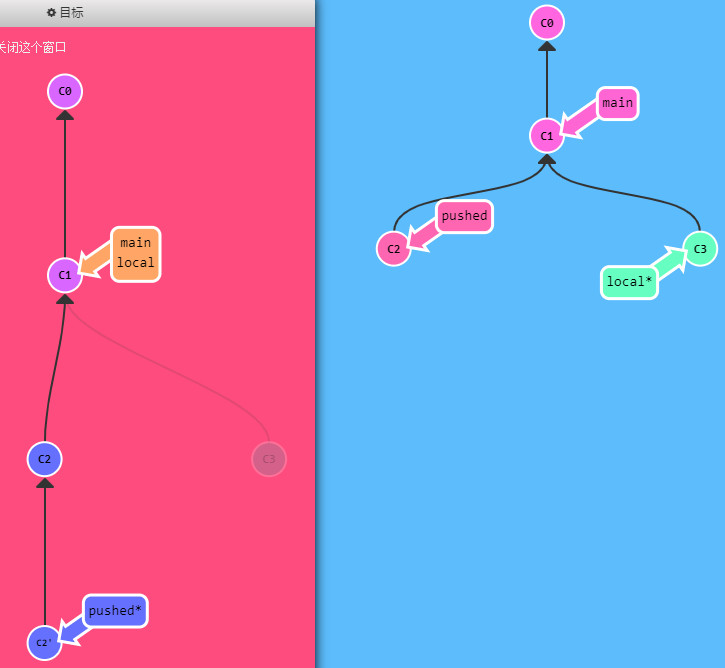 目标
关闭这个窗口
C0
main
local
C1
C2
C3
pushed*
C2'
C0
main
C1
pushed
C2
C3
local*